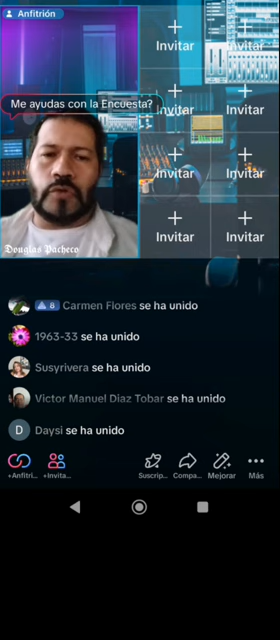 Anfitrión
Me ayudas con la Encuesta?
+ Invitar
+ Invitar
+ Invitar
+ Invitar
+ Invitar
+ Invitar
+ Invitar
+ Invitar
Douglas Pacheco
8 Carmen Flores se ha unido
1963-33 se ha unido
Susyrivera se ha unido
Victor Manuel Diaz Tobar se ha unido
D Daysi se ha unido
+Anfitri... +Invita... Suscrip... Compa... Mejorar Más